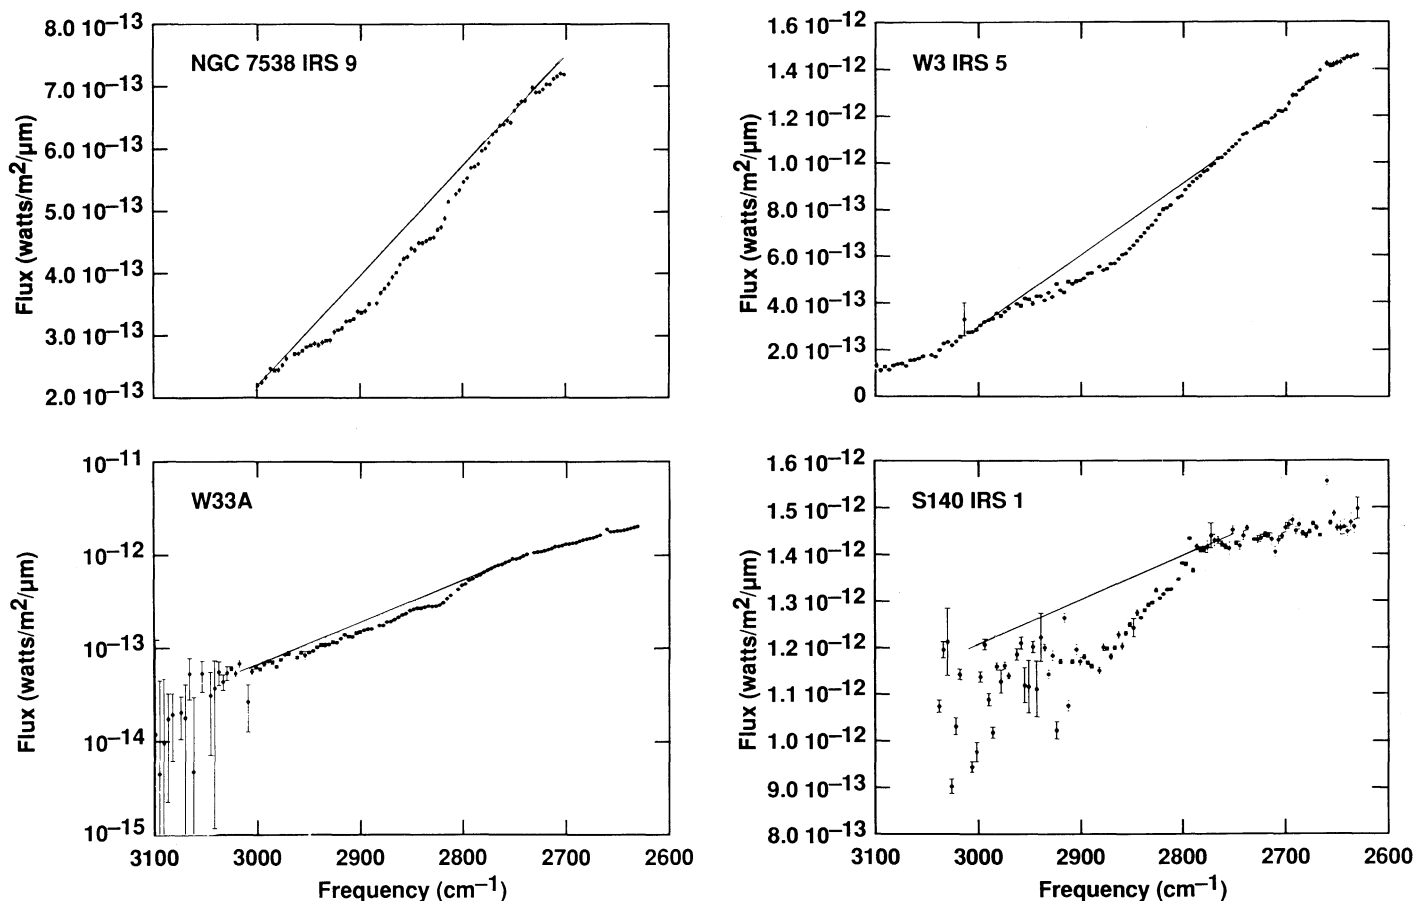 NGC 7538 IRS 9
Flux (watts/m2/μm)
8.0 10–13
7.0 10–13
6.0 10–13
5.0 10–13
4.0 10–13
3.0 10–13
2.0 10–13
W3 IRS 5
Flux (watts/m2/μm)
1.6 10–12
1.4 10–12
1.2 10–12
1.0 10–12
8.0 10–13
6.0 10–13
4.0 10–13
2.0 10–13
0
W33A
Flux (watts/m2/μm)
10–11
10–12
10–13
10–14
10–15
3100 3000 2900 2800 2700 2600
Frequency (cm–1)
S140 IRS 1
Flux (watts/m2/μm)
1.6 10–12
1.5 10–12
1.4 10–12
1.3 10–12
1.2 10–12
1.1 10–12
1.0 10–12
9.0 10–13
8.0 10–13
3100 3000 2900 2800 2700 2600
Frequency (cm–1)